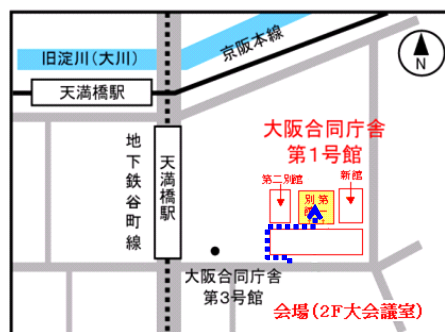 旧淀川(大川)
京阪本線
N
天満橋駅
地下鉄谷町線
天満橋駅
大阪合同庁舎
第1号館
第二別館
第一別館
新館
大阪合同庁舎
第3号館
会場(2F大会議室)